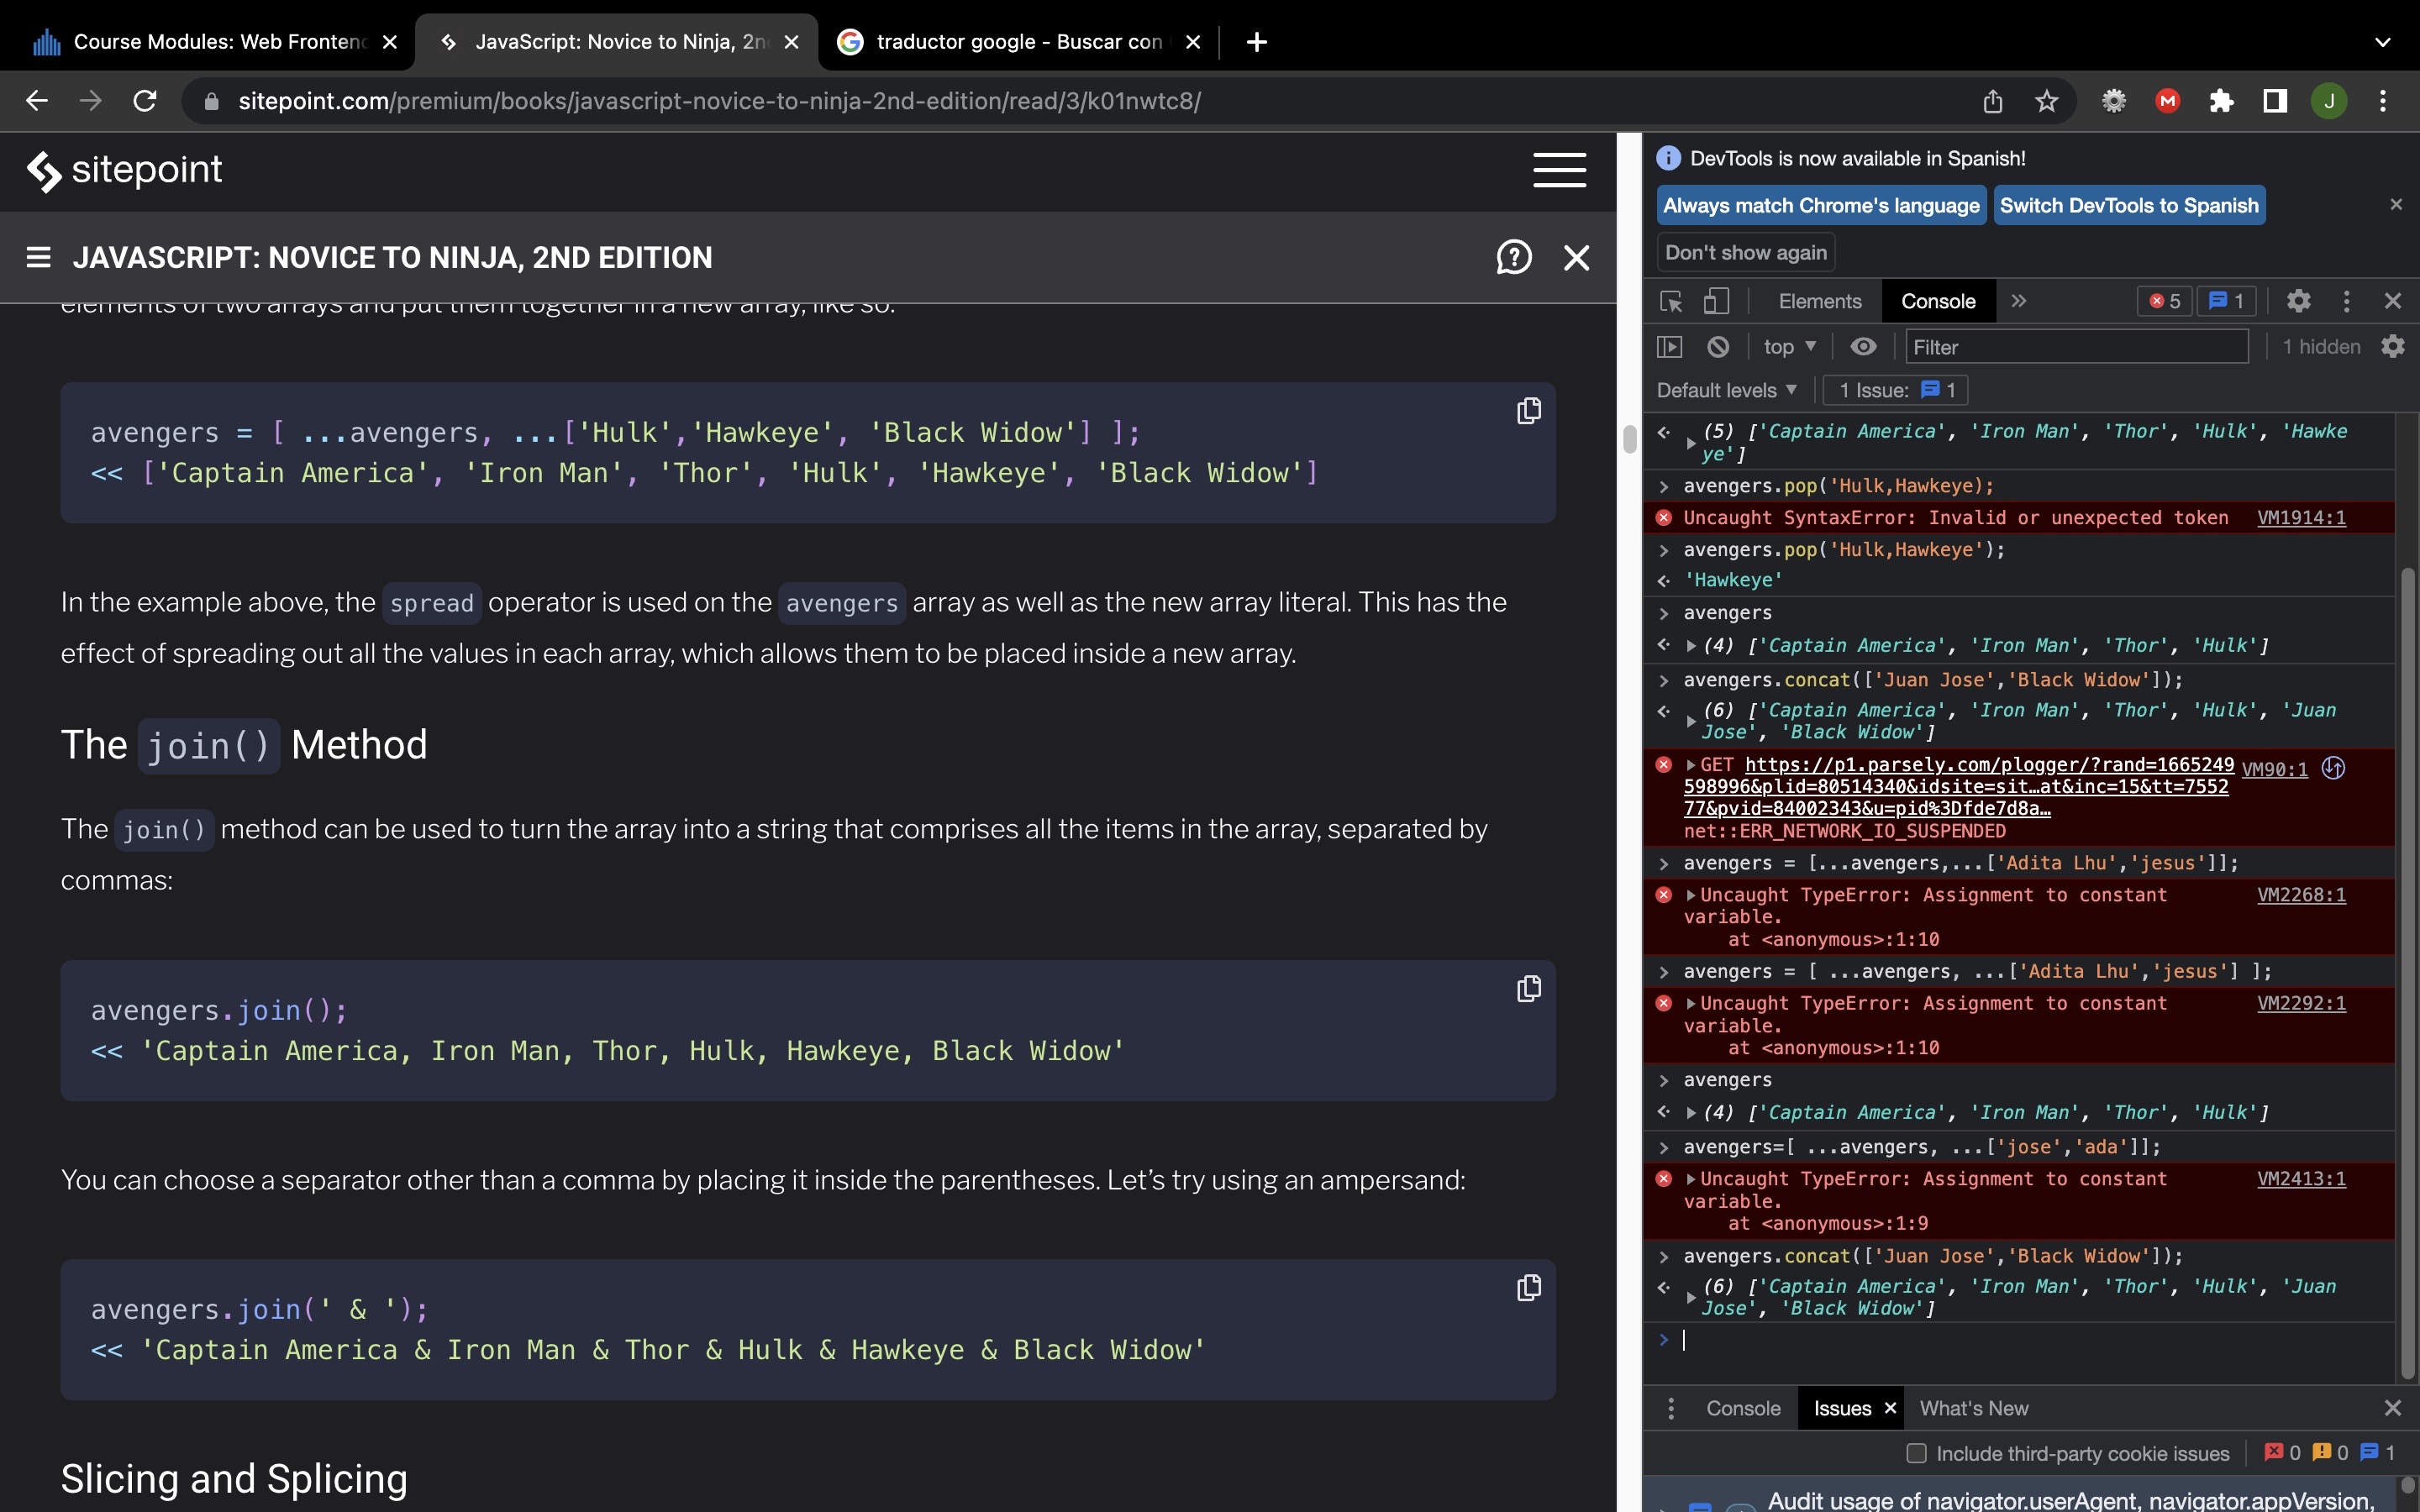 Course Modules: Web Fronten
JavaScript: Novice to Ninja, 2n
traductor google - Buscar con
sitepoint.com/premium/books/javascript-novice-to-ninja-2nd-edition/read/3/k01nwtc8/
M
J
sitepoint
JAVASCRIPT: NOVICE TO NINJA, 2ND EDITION
elements of two arrays and put them together in a new array, like so:
avengers = [ ...avengers, ...['Hulk','Hawkeye', 'Black Widow'] ];
<< ['Captain America', 'Iron Man', 'Thor', 'Hulk', 'Hawkeye', 'Black Widow']
In the example above, the spread operator is used on the avengers array as well as the new array literal. This has the
effect of spreading out all the values in each array, which allows them to be placed inside a new array.
The join() Method
The join() method can be used to turn the array into a string that comprises all the items in the array, separated by
commas:
avengers.join();
<< 'Captain America, Iron Man, Thor, Hulk, Hawkeye, Black Widow'
You can choose a separator other than a comma by placing it inside the parentheses. Let’s try using an ampersand:
avengers.join(' & ');
<< 'Captain America & Iron Man & Thor & Hulk & Hawkeye & Black Widow'
Slicing and Splicing
DevTools is now available in Spanish!
Always match Chrome's language
Switch DevTools to Spanish
Don't show again
Elements
Console
5
1
top
Filter
1 hidden
Default levels
1 Issue: 1
(5) ['Captain America', 'Iron Man', 'Thor', 'Hulk', 'Hawke
ye']
avengers.pop('Hulk,Hawkeye);
Uncaught SyntaxError: Invalid or unexpected token VM1914:1
avengers.pop('Hulk,Hawkeye');
'Hawkeye'
avengers
(4) ['Captain America', 'Iron Man', 'Thor', 'Hulk']
avengers.concat(['Juan Jose','Black Widow']);
(6) ['Captain America', 'Iron Man', 'Thor', 'Hulk', 'Juan
Jose', 'Black Widow']
GET https://p1.parsely.com/plogger/?rand=1665249 VM90:1
598996&plid=80514340&idsite=sit…at&inc=15&tt=7552
77&pvid=84002343&u=pid%3Dfde7d8a…
net::ERR_NETWORK_IO_SUSPENDED
avengers = [...avengers,...['Adita Lhu','jesus']];
Uncaught TypeError: Assignment to constant VM2268:1
variable.
at <anonymous>:1:10
avengers = [ ...avengers, ...['Adita Lhu','jesus'] ];
Uncaught TypeError: Assignment to constant VM2292:1
variable.
at <anonymous>:1:10
avengers
(4) ['Captain America', 'Iron Man', 'Thor', 'Hulk']
avengers=[ ...avengers, ...['jose','ada']];
Uncaught TypeError: Assignment to constant VM2413:1
variable.
at <anonymous>:1:9
avengers.concat(['Juan Jose','Black Widow']);
(6) ['Captain America', 'Iron Man', 'Thor', 'Hulk', 'Juan
Jose', 'Black Widow']
Console
Issues
What's New
Include third-party cookie issues
0
0
1
Audit usage of navigator.userAgent, navigator.appVersion,